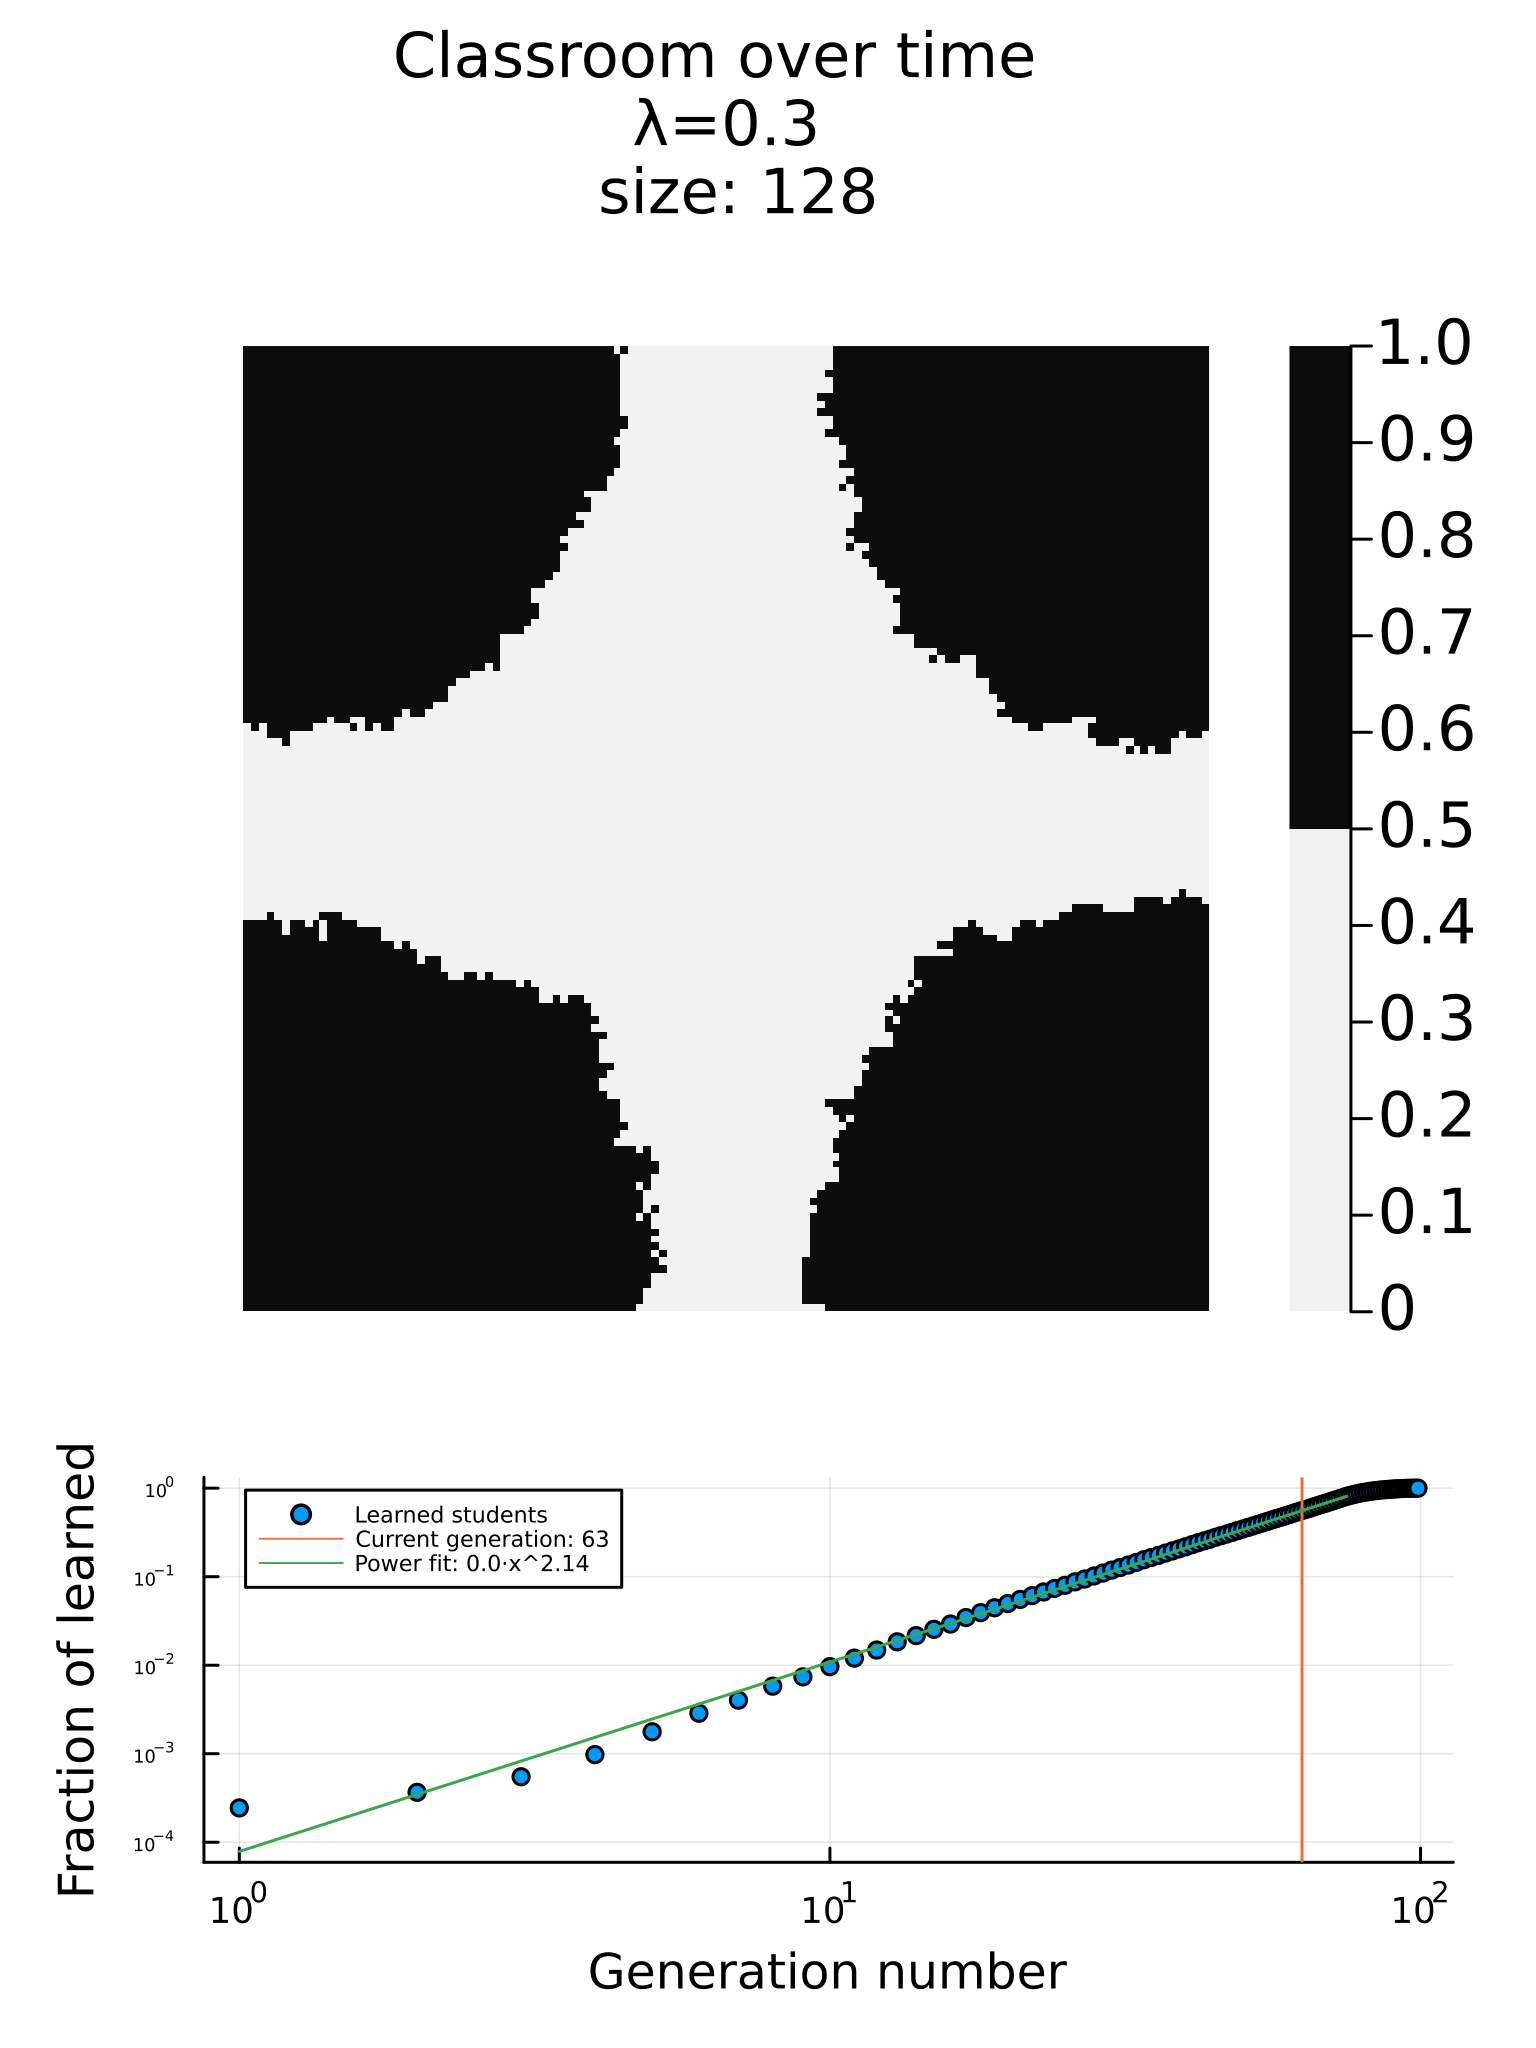 Classroom over time
λ=0.3
size: 128
1.0
0.9
0.8
0.7
0.6
0.5
0.4
0.3
0.2
0.1
0
Fraction of learned
10^0
10^-1
10^-2
10^-3
10^-4
Learned students
Current generation: 63
Power fit: 0.0·x^2.14
10^0
10^1
10^2
Generation number